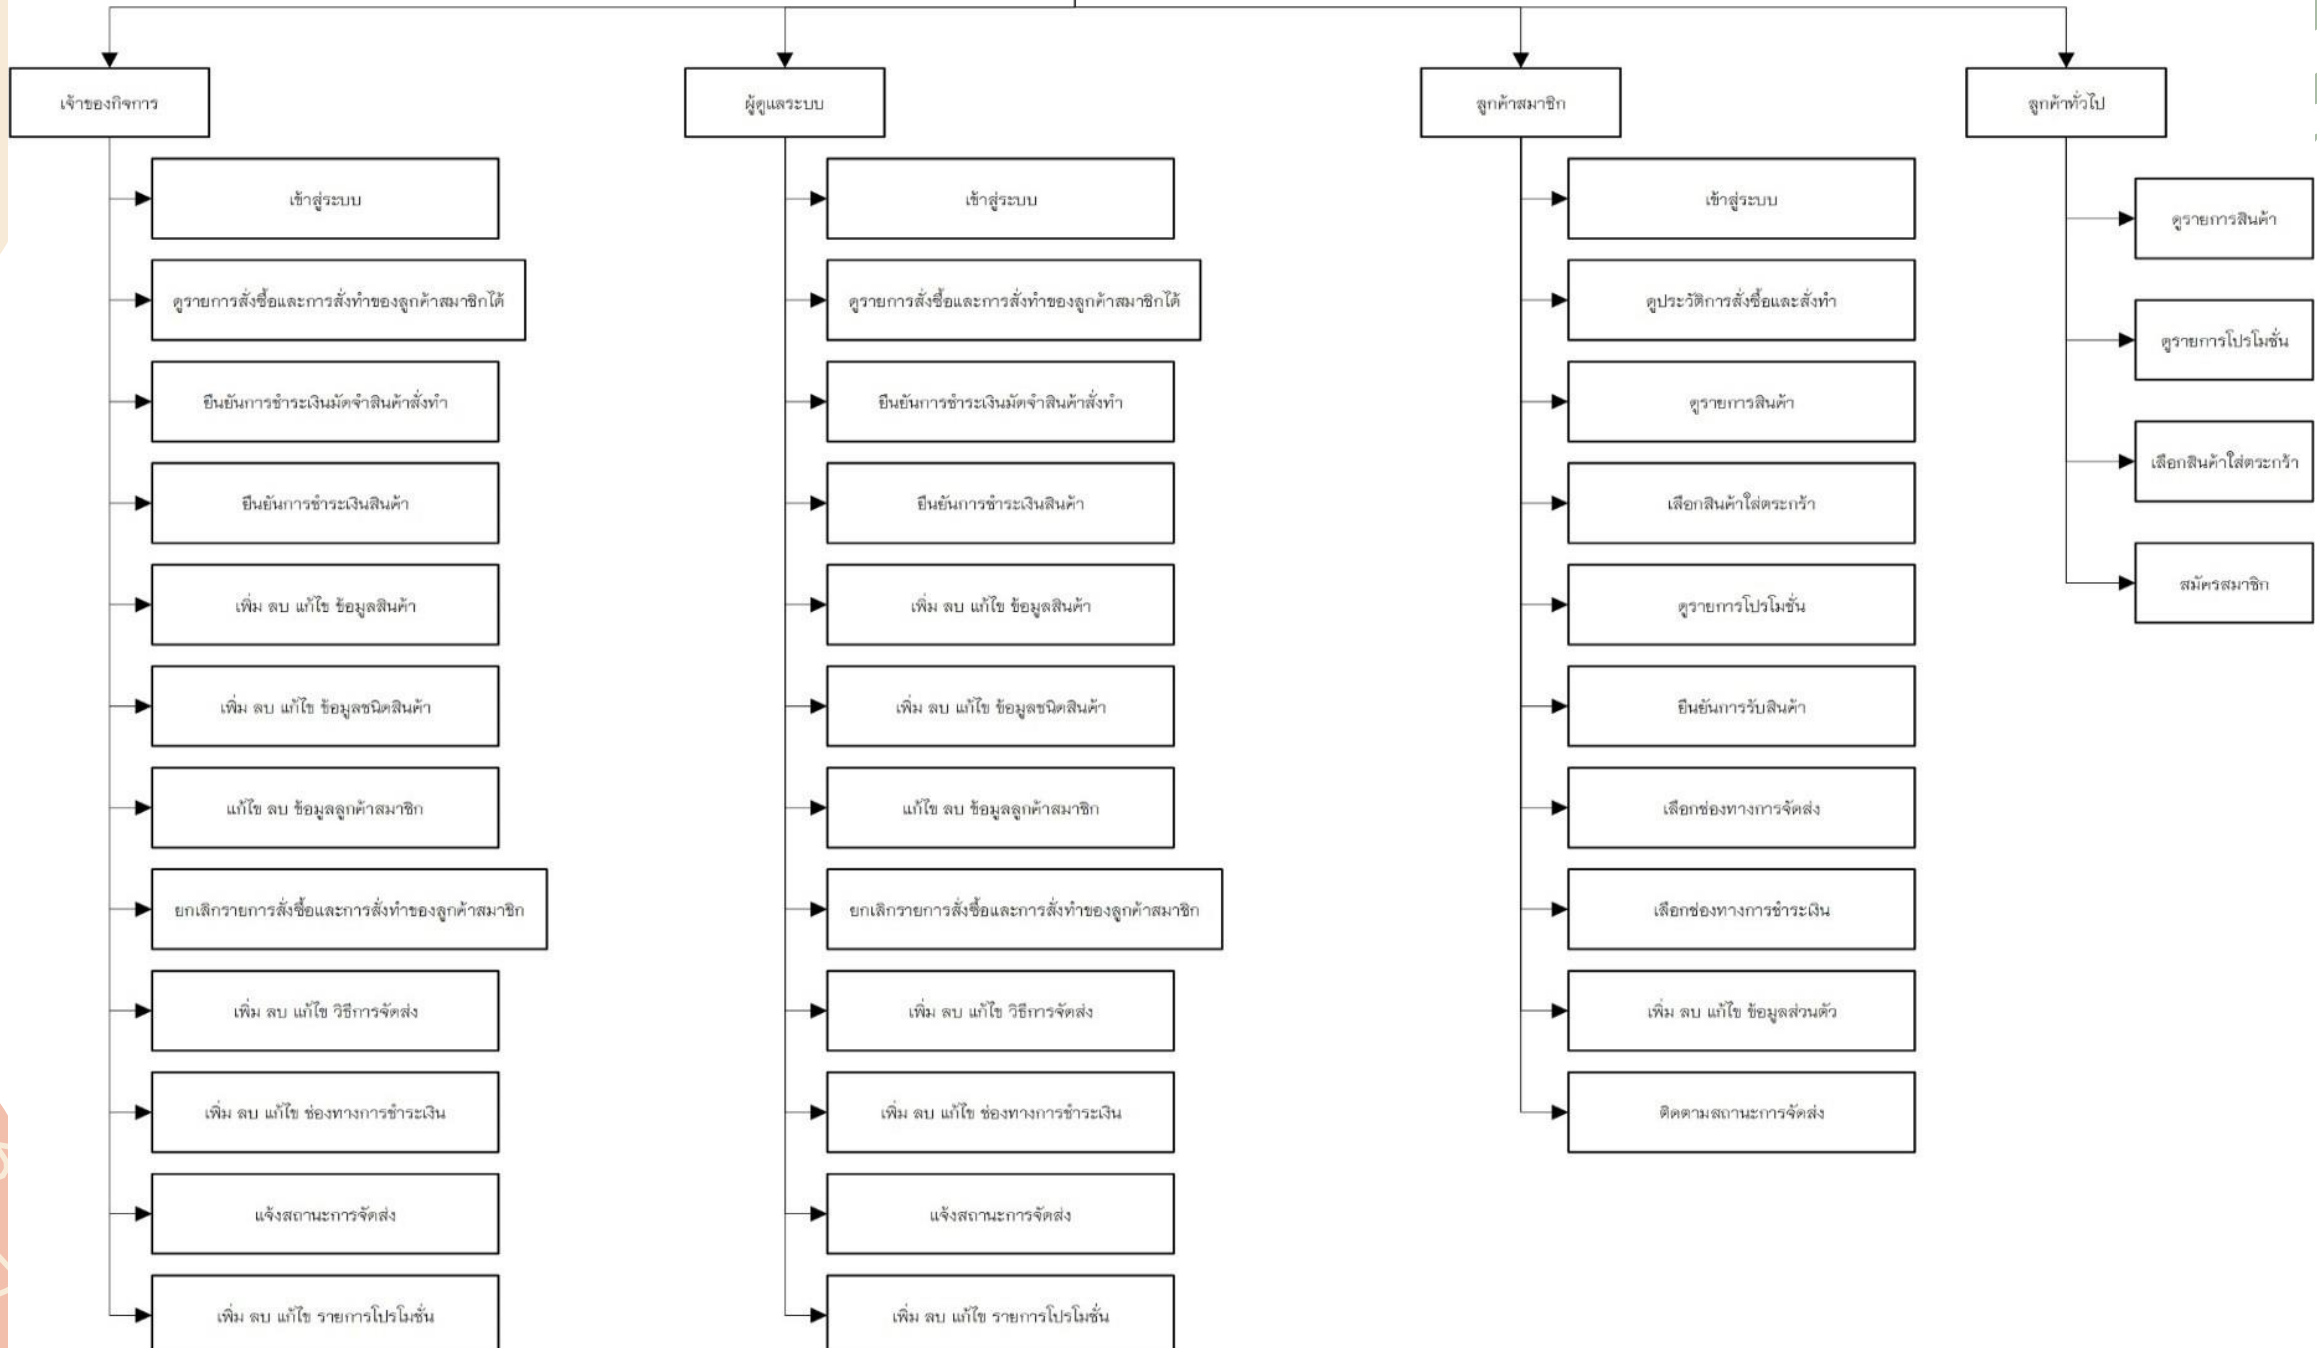 เจ้าของกิจการ
เข้าสู่ระบบ
ดูรายการสั่งซื้อและการสั่งทำของลูกค้าสมาชิกได้
ยืนยันการชำระเงินมัดจำสินค้าสั่งทำ
ยืนยันการชำระเงินสินค้า
เพิ่ม ลบ แก้ไข ข้อมูลสินค้า
เพิ่ม ลบ แก้ไข ข้อมูลชนิดสินค้า
แก้ไข ลบ ข้อมูลลูกค้าสมาชิก
ยกเลิกรายการสั่งซื้อและการสั่งทำของลูกค้าสมาชิก
เพิ่ม ลบ แก้ไข วิธีการจัดส่ง
เพิ่ม ลบ แก้ไข ช่องทางการชำระเงิน
แจ้งสถานะการจัดส่ง
เพิ่ม ลบ แก้ไข รายการโปรโมชั่น
ผู้ดูแลระบบ
เข้าสู่ระบบ
ดูรายการสั่งซื้อและการสั่งทำของลูกค้าสมาชิกได้
ยืนยันการชำระเงินมัดจำสินค้าสั่งทำ
ยืนยันการชำระเงินสินค้า
เพิ่ม ลบ แก้ไข ข้อมูลสินค้า
เพิ่ม ลบ แก้ไข ข้อมูลชนิดสินค้า
แก้ไข ลบ ข้อมูลลูกค้าสมาชิก
ยกเลิกรายการสั่งซื้อและการสั่งทำของลูกค้าสมาชิก
เพิ่ม ลบ แก้ไข วิธีการจัดส่ง
เพิ่ม ลบ แก้ไข ช่องทางการชำระเงิน
แจ้งสถานะการจัดส่ง
เพิ่ม ลบ แก้ไข รายการโปรโมชั่น
ลูกค้าสมาชิก
เข้าสู่ระบบ
ดูประวัติการสั่งซื้อและสั่งทำ
ดูรายการสินค้า
เลือกสินค้าใส่ตระกร้า
ดูรายการโปรโมชั่น
ยืนยันการรับสินค้า
เลือกช่องทางการจัดส่ง
เลือกช่องทางการชำระเงิน
เพิ่ม ลบ แก้ไข ข้อมูลส่วนตัว
ติดตามสถานะการจัดส่ง
ลูกค้าทั่วไป
ดูรายการสินค้า
ดูรายการโปรโมชั่น
เลือกสินค้าใส่ตระกร้า
สมัครสมาชิก